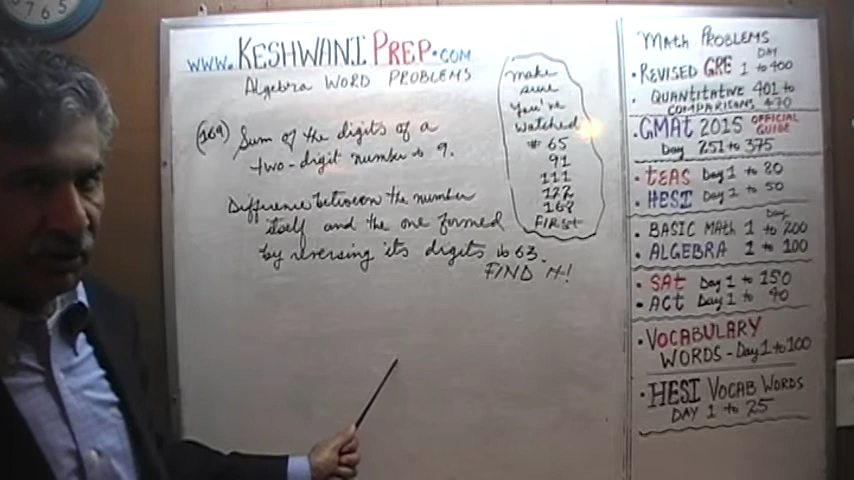 7 6 5
www.KESHWANIPREP.COM
Algebra WORD PROBLEMS
(169) Sum of the digits of a
two-digit number is 9.
Difference between the number
itself and the one formed
by reversing its digits is 63.
FIND it!
make
sure
you've
watched
# 65
91
111
122
168
FIRST
MATH PROBLEMS
DAY
• REVISED GRE 1 to 400
• QUANTITATIVE 401 to
COMPARISONS 470
GMAT 2015 OFFICIAL
GUIDE
Day 251 to 375
• TEAS Day 1 to 80
• HESI Day 1 to 50
Day
• BASIC MATH 1 to 200
• ALGEBRA 1 to 100
• SAT Day 1 to 150
• ACT Day 1 to 40
• VOCABULARY
WORDS - Day 1 to 100
• HESI VOCAB WORDS
DAY 1 to 25